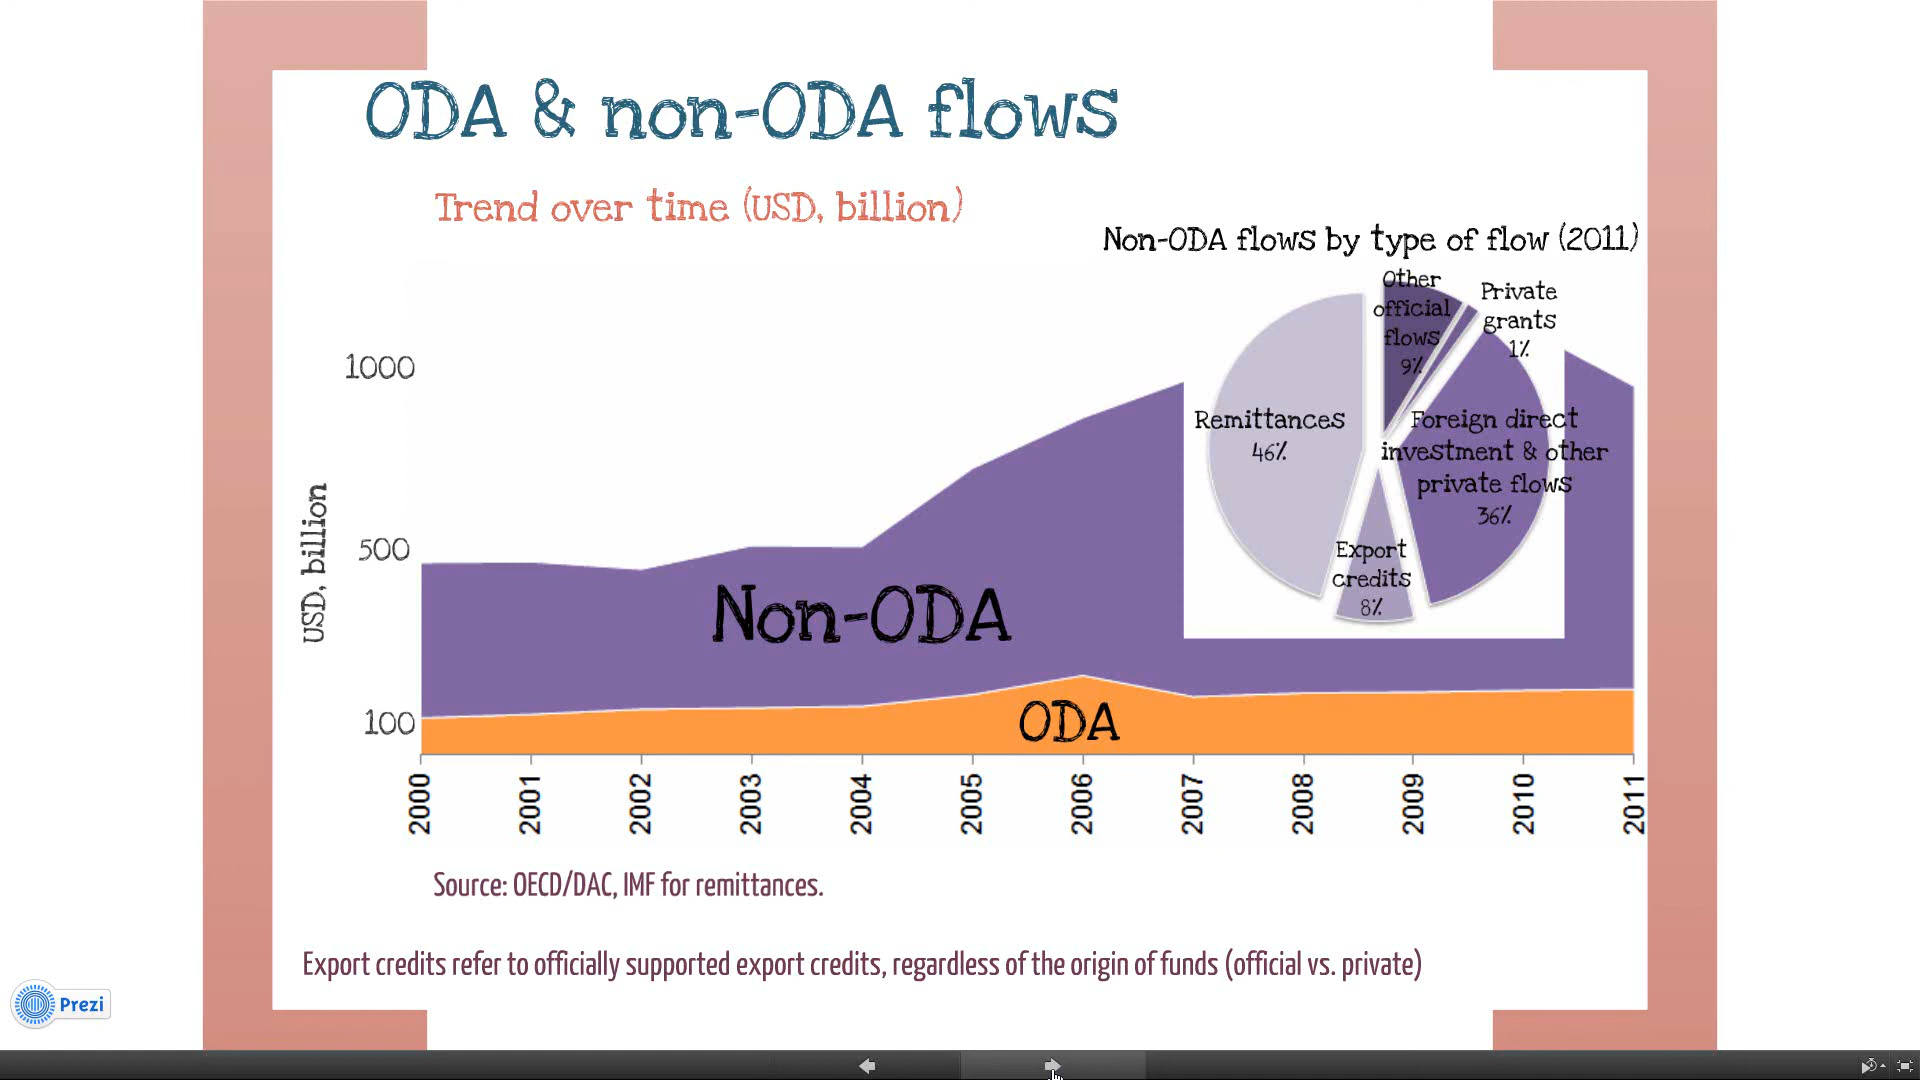 ODA & non-ODA flows
Trend over time (USD, billion)
Non-ODA flows by type of flow (2011)
Other
official
flows
9%
Private
grants
1%
Remittances
46%
Foreign direct
investment & other
private flows
36%
Export
credits
8%
1000
500
100
USD, billion
Non-ODA
ODA
2000 2001 2002 2003 2004 2005 2006 2007 2008 2009 2010 2011
Source: OECD/DAC, IMF for remittances.
Export credits refer to officially supported export credits, regardless of the origin of funds (official vs. private)
Prezi